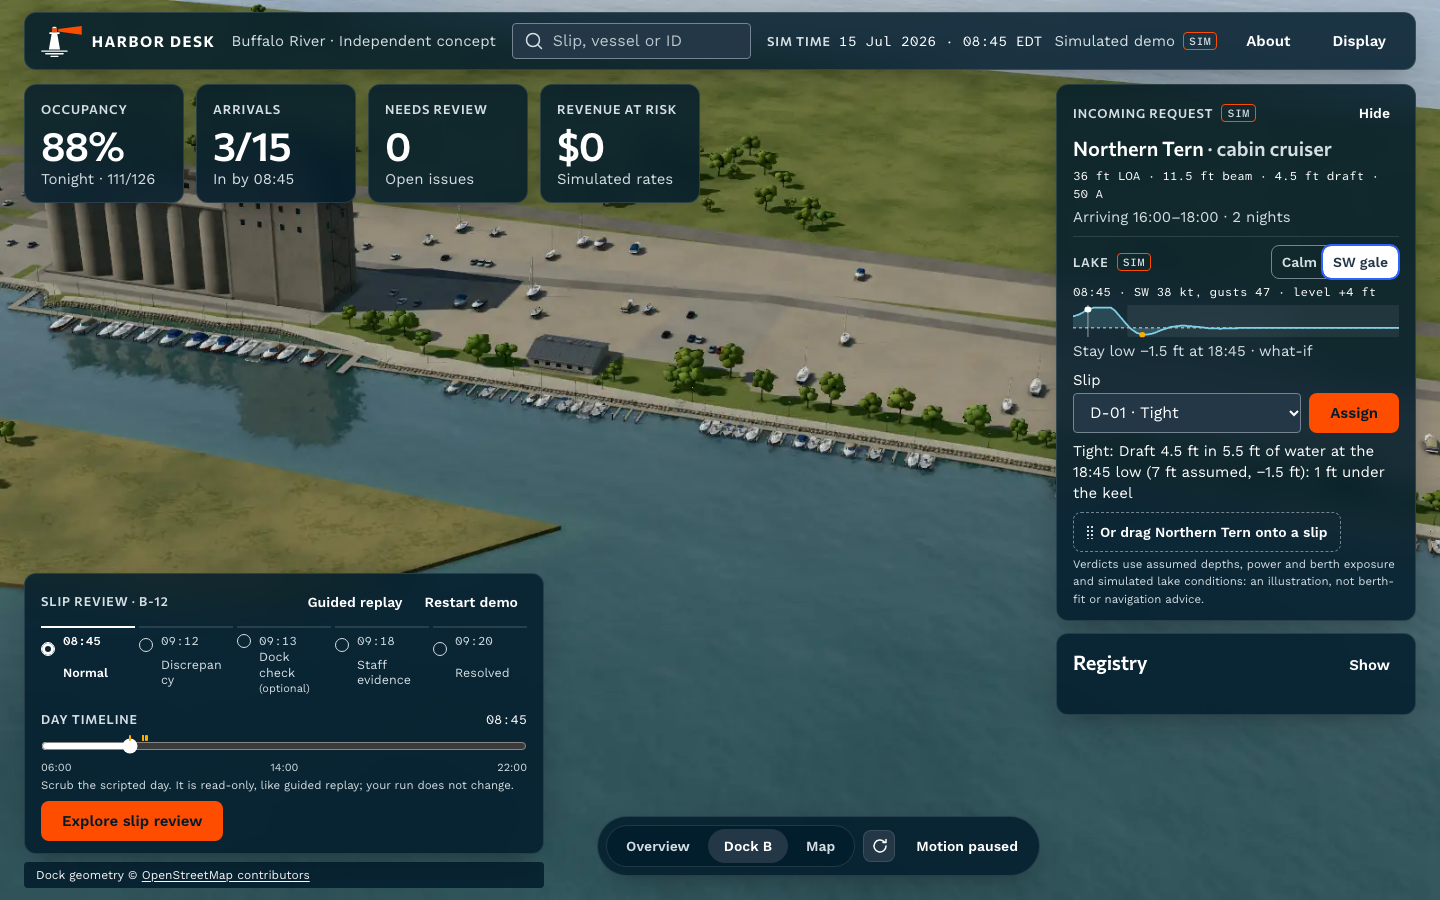 HARBOR DESK
Buffalo River · Independent concept
Slip, vessel or ID
SIM TIME 15 Jul 2026 · 08:45 EDT
Simulated demo SIM
About
Display
OCCUPANCY
88%
Tonight · 111/126
ARRIVALS
3/15
In by 08:45
NEEDS REVIEW
0
Open issues
REVENUE AT RISK
$0
Simulated rates
INCOMING REQUEST SIM
Hide
Northern Tern · cabin cruiser
36 ft LOA · 11.5 ft beam · 4.5 ft draft ·
50 A
Arriving 16:00–18:00 · 2 nights
LAKE SIM
Calm
SW gale
08:45 · SW 38 kt, gusts 47 · level +4 ft
Stay low −1.5 ft at 18:45 · what-if
Slip
D-01 · Tight
Assign
Tight: Draft 4.5 ft in 5.5 ft of water at the
18:45 low (7 ft assumed, −1.5 ft): 1 ft under
the keel
Or drag Northern Tern onto a slip
Verdicts use assumed depths, power and berth exposure
and simulated lake conditions: an illustration, not berth-
fit or navigation advice.
Registry
Show
SLIP REVIEW · B-12
Guided replay
Restart demo
08:45
Normal
09:12
Discrepan
cy
09:13
Dock
check
(optional)
09:18
Staff
evidence
09:20
Resolved
DAY TIMELINE
08:45
06:00
14:00
22:00
Scrub the scripted day. It is read-only, like guided replay; your run does not change.
Explore slip review
Dock geometry © OpenStreetMap contributors
Overview
Dock B
Map
Motion paused